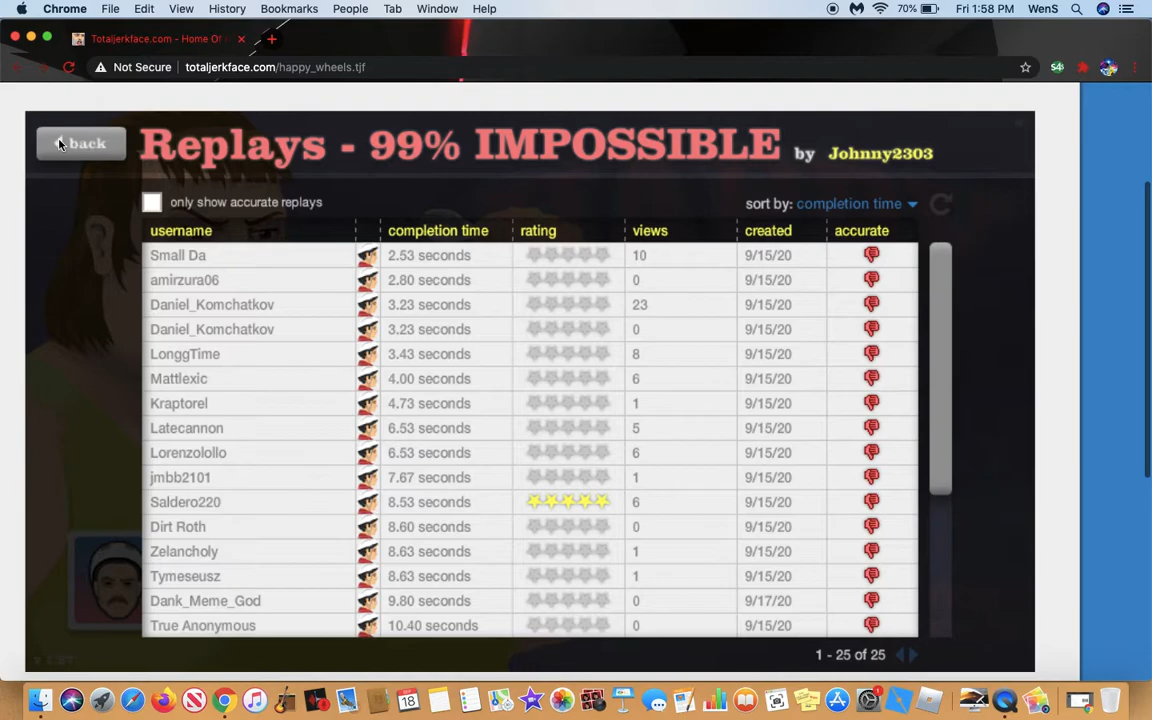 Chrome File Edit View History Bookmarks People Tab Window Help 70% Fri 1:58 PM WenS
Totaljerkface.com - Home Of
Not Secure totaljerkface.com/happy_wheels.tjf
back Replays - 99% IMPOSSIBLE by Johnny2303
only show accurate replays sort by: completion time
username completion time rating views created accurate
Small Da 2.53 seconds 10 9/15/20
amirzura06 2.80 seconds 0 9/15/20
Daniel_Komchatkov 3.23 seconds 23 9/15/20
Daniel_Komchatkov 3.23 seconds 0 9/15/20
LonggTime 3.43 seconds 8 9/15/20
Mattlexic 4.00 seconds 6 9/15/20
Kraptorel 4.73 seconds 1 9/15/20
Latecannon 6.53 seconds 5 9/15/20
Lorenzolollo 6.53 seconds 6 9/15/20
jmbb2101 7.67 seconds 1 9/15/20
Saldero220 8.53 seconds 6 9/15/20
Dirt Roth 8.60 seconds 0 9/15/20
Zelancholy 8.63 seconds 1 9/15/20
Tymeseusz 8.63 seconds 1 9/15/20
Dank_Meme_God 9.80 seconds 0 9/17/20
True Anonymous 10.40 seconds 0 9/15/20
1 - 25 of 25
18